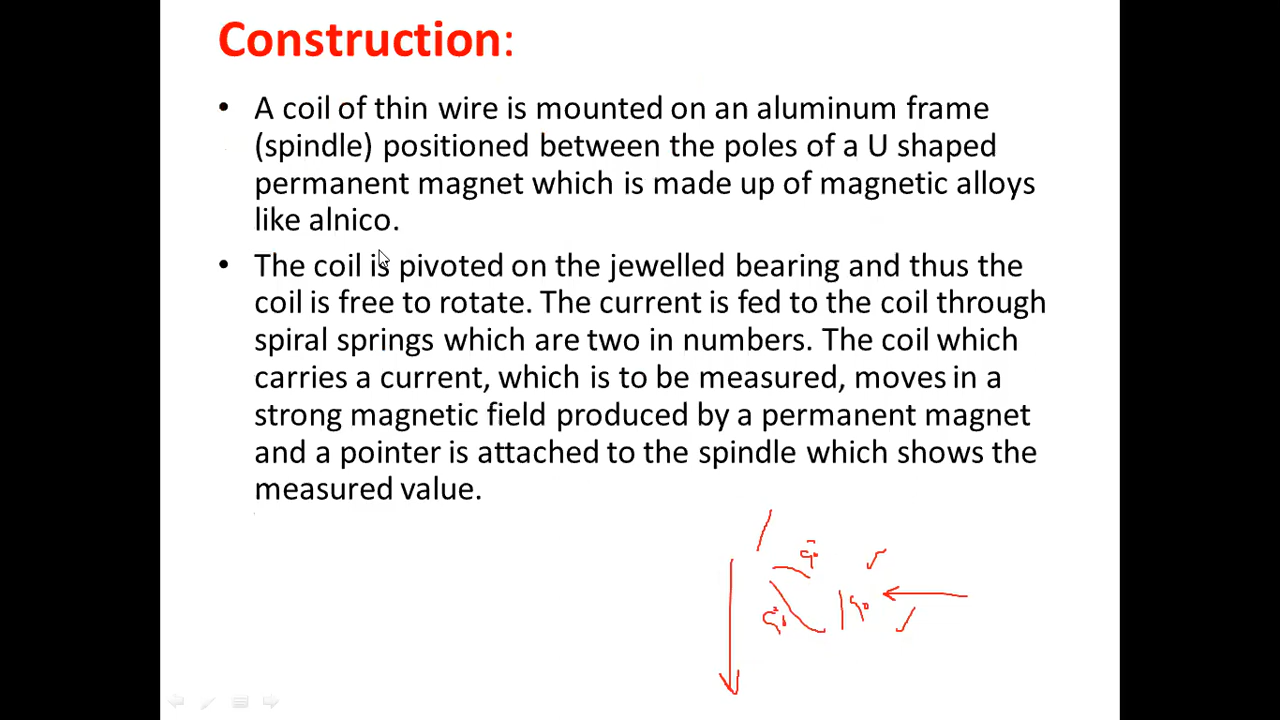 Construction:
• A coil of thin wire is mounted on an aluminum frame
(spindle) positioned between the poles of a U shaped
permanent magnet which is made up of magnetic alloys
like alnico.
• The coil is pivoted on the jewelled bearing and thus the
coil is free to rotate. The current is fed to the coil through
spiral springs which are two in numbers. The coil which
carries a current, which is to be measured, moves in a
strong magnetic field produced by a permanent magnet
and a pointer is attached to the spindle which shows the
measured value.